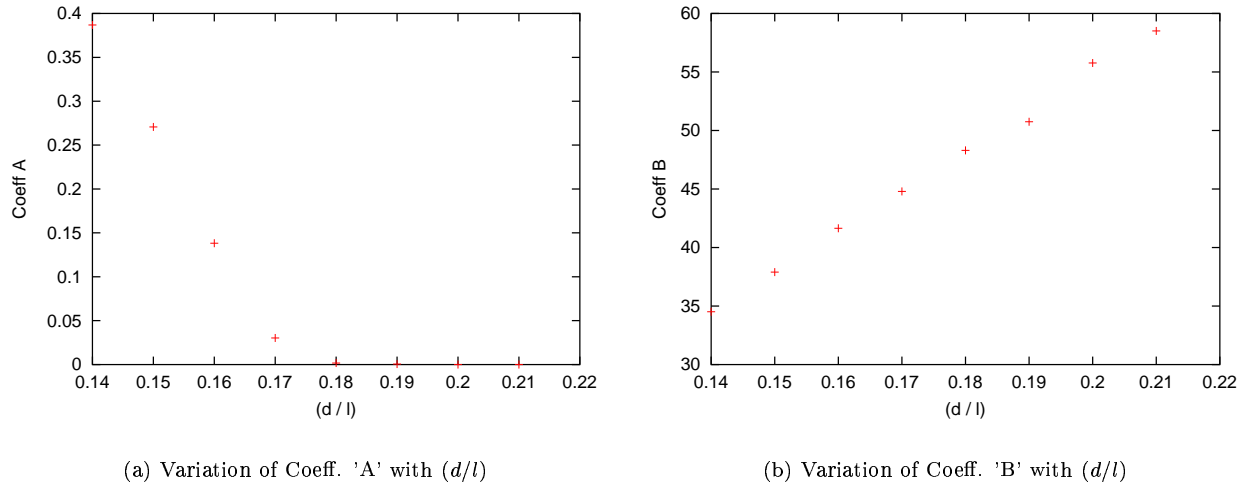 0.4
0.35
0.3
0.25
0.2
0.15
0.1
0.05
0
Coeff A
0.14 0.15 0.16 0.17 0.18 0.19 0.2 0.21 0.22
(d / l)
(a) Variation of Coeff. 'A' with (d/l)
60
55
50
45
40
35
30
Coeff B
0.14 0.15 0.16 0.17 0.18 0.19 0.2 0.21 0.22
(d / l)
(b) Variation of Coeff. 'B' with (d/l)